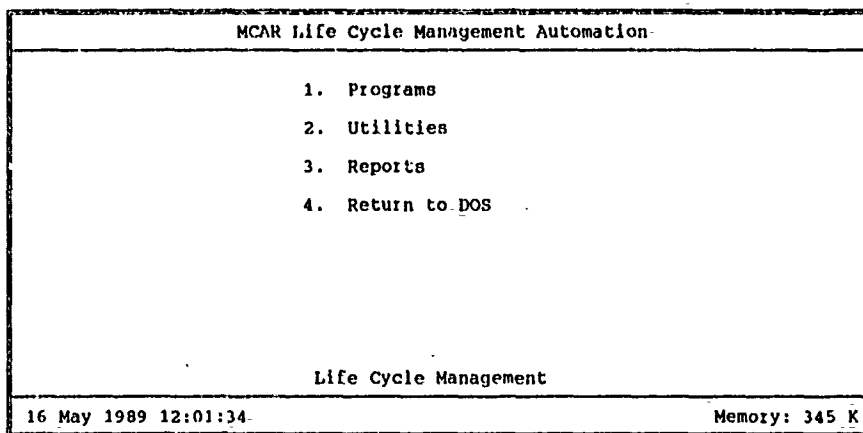 MCAR Life Cycle Management Automation
1. Programs
2. Utilities
3. Reports
4. Return to DOS
Life Cycle Management
16 May 1989 12:01:34 Memory: 345 K